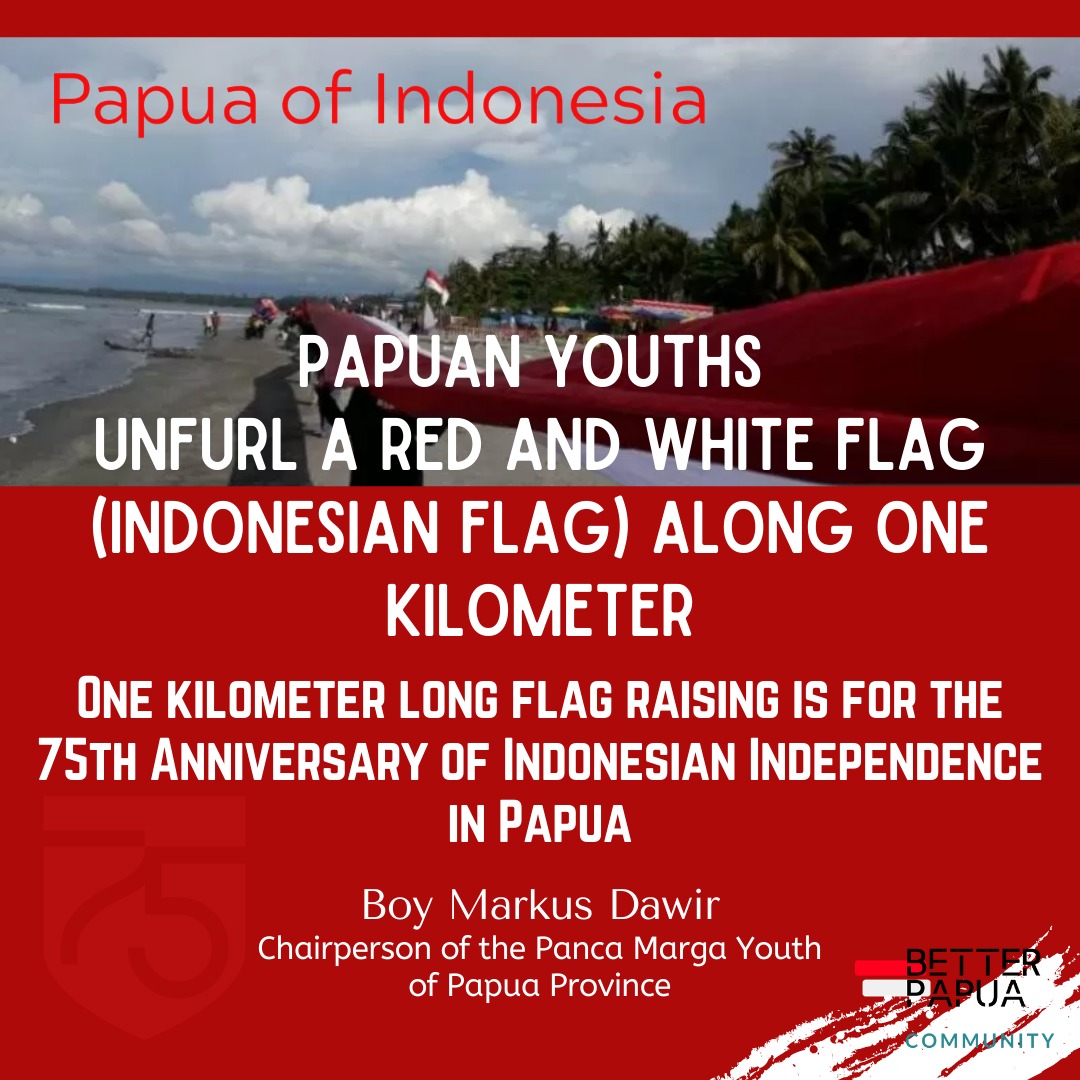 Papua of Indonesia
PAPUAN YOUTHS
UNFURL A RED AND WHITE FLAG
(INDONESIAN FLAG) ALONG ONE
KILOMETER
ONE KILOMETER LONG FLAG RAISING IS FOR THE
75TH ANNIVERSARY OF INDONESIAN INDEPENDENCE
IN PAPUA
75
Boy Markus Dawir
Chairperson of the Panca Marga Youth
of Papua Province
BETTER
PAPUA
COMMUNITY